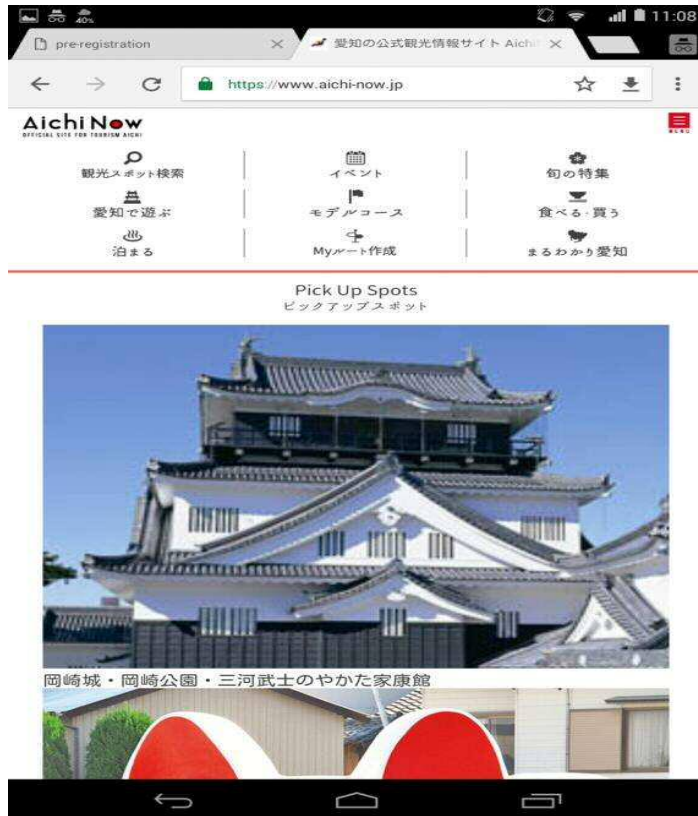 40%
11:08
pre-registration
愛知の公式観光情報サイト Aichi
https://www.aichi-now.jp
Aichi Now
OFFICIAL SITE FOR TOURISM AICHI
MENU
観光スポット検索
イベント
旬の特集
愛知で遊ぶ
モデルコース
食べる・買う
泊まる
Myルート作成
まるわかり愛知
Pick Up Spots
ピックアップスポット
岡崎城・岡崎公園・三河武士のやかた家康館